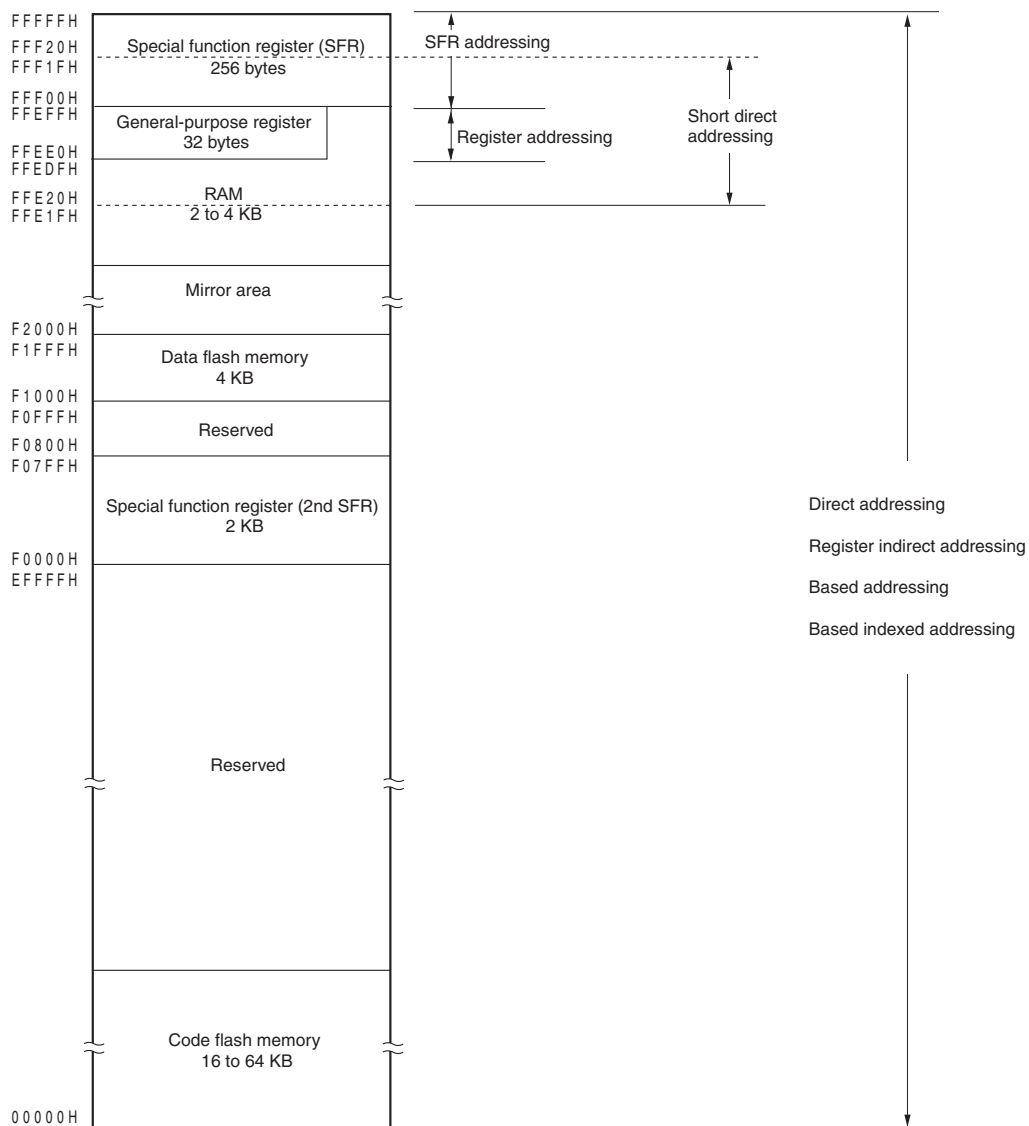 FFFFFH
FFF20H
FFF1FH
FFF00H
FFEFFH
FFEE0H
FFEDFH
FFE20H
FFE1FH
F2000H
F1FFFH
F1000H
F0FFFH
F0800H
F07FFH
F0000H
EFFFFH
00000H
Special function register (SFR)
256 bytes
General-purpose register
32 bytes
RAM
2 to 4 KB
Mirror area
Data flash memory
4 KB
Reserved
Special function register (2nd SFR)
2 KB
Reserved
Code flash memory
16 to 64 KB
SFR addressing
Register addressing
Short direct
addressing
Direct addressing
Register indirect addressing
Based addressing
Based indexed addressing